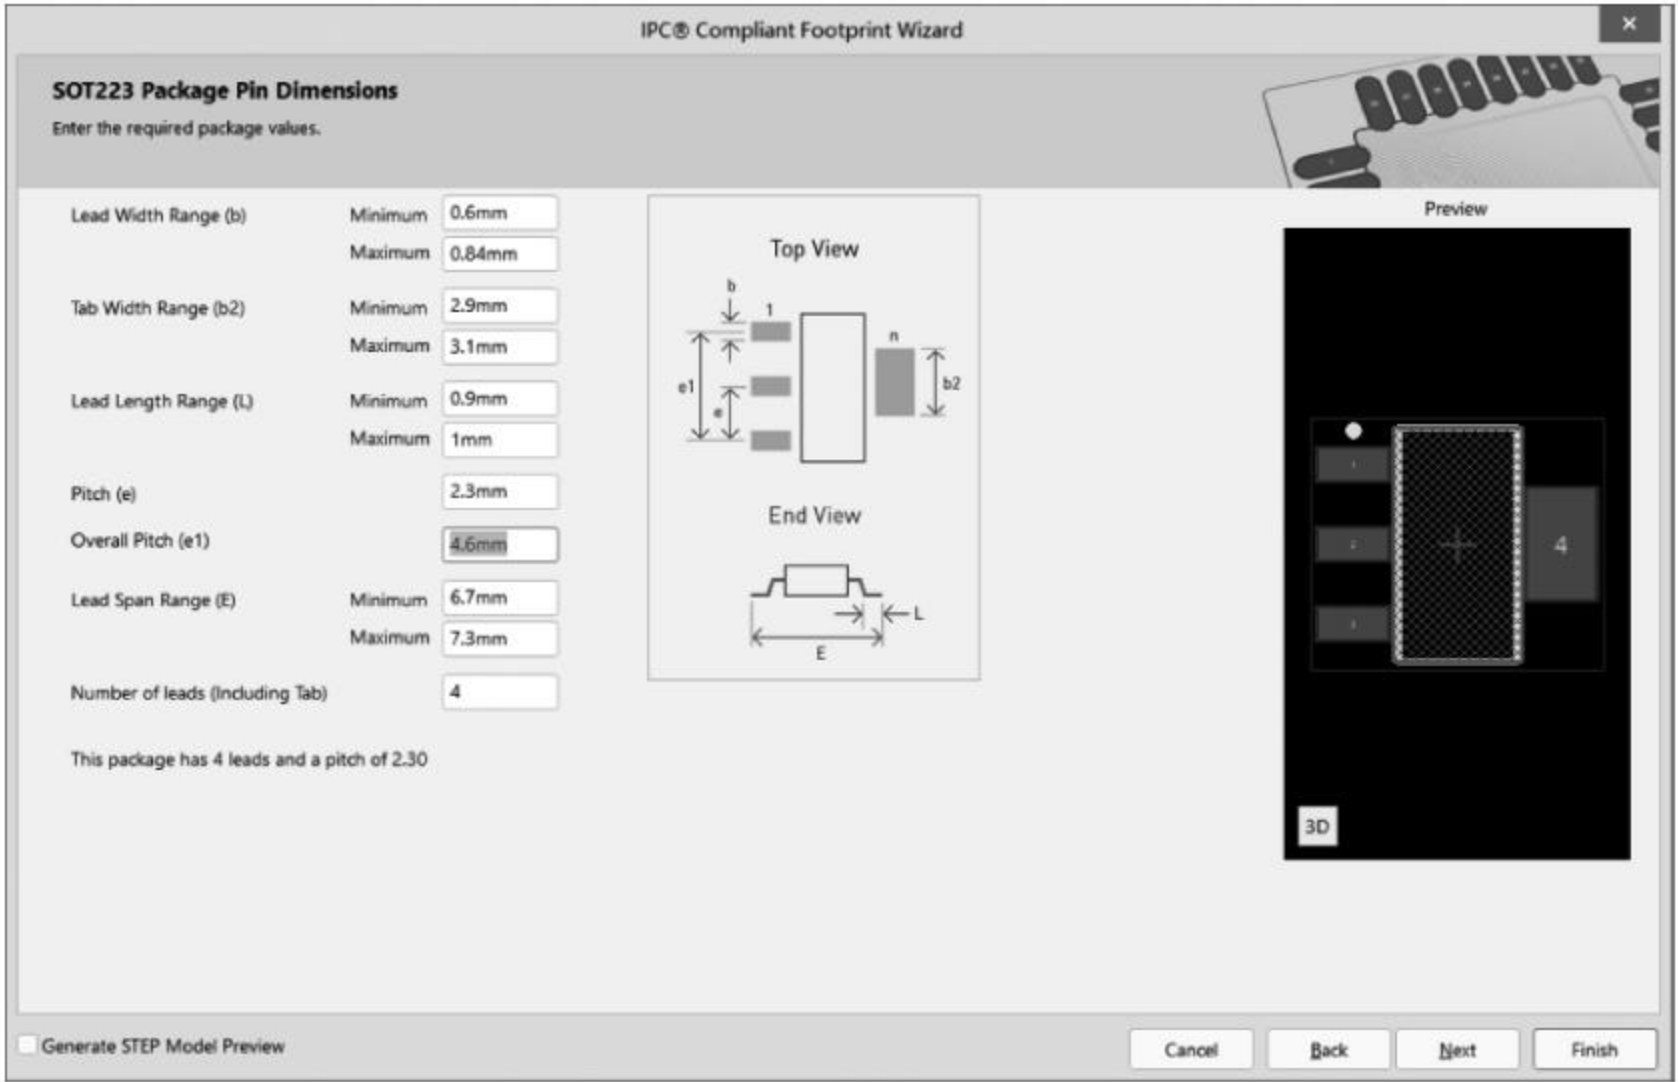 IPC® Compliant Footprint Wizard
SOT223 Package Pin Dimensions
Enter the required package values.
Lead Width Range (b) Minimum 0.6mm
Maximum 0.84mm
Tab Width Range (b2) Minimum 2.9mm
Maximum 3.1mm
Lead Length Range (L) Minimum 0.9mm
Maximum 1mm
Pitch (e) 2.3mm
Overall Pitch (e1) 4.6mm
Lead Span Range (E) Minimum 6.7mm
Maximum 7.3mm
Number of leads (Including Tab) 4
This package has 4 leads and a pitch of 2.30
Top View
b
1
n
e1
e
b2
End View
L
E
Preview
4
3D
Generate STEP Model Preview
Cancel Back Next Finish